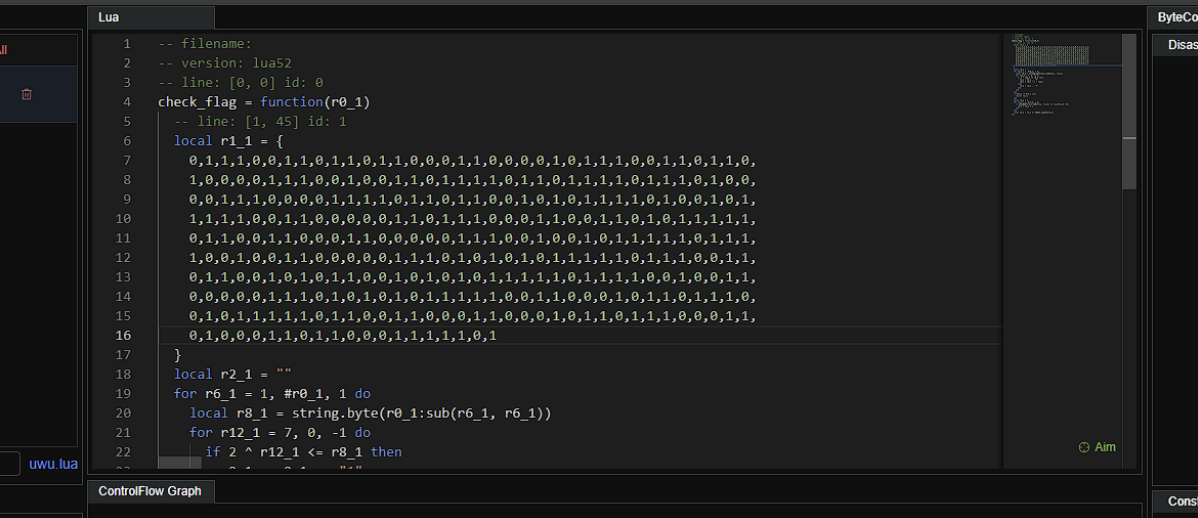 Lua
ByteCo
Disas
ll
1 -- filename:
2 -- version: lua52
3 -- line: [0, 0] id: 0
4 check_flag = function(r0_1)
5 -- line: [1, 45] id: 1
6 local r1_1 = {
7 0,1,1,1,0,0,1,1,0,1,1,0,1,1,0,0,0,1,1,0,0,0,0,1,0,1,1,1,0,0,1,1,0,1,1,0,
8 1,0,0,0,0,1,1,1,0,0,1,0,0,1,1,0,1,1,1,1,0,1,1,0,1,1,1,1,0,1,1,1,0,1,0,0,
9 0,0,1,1,1,0,0,0,0,1,1,1,1,0,1,1,0,1,1,0,0,1,0,1,0,1,1,1,1,0,1,0,0,1,0,1,
10 1,1,1,1,0,0,1,1,0,0,0,0,0,1,1,0,1,1,1,0,0,0,1,1,0,0,1,1,0,1,0,1,1,1,1,1,
11 0,1,1,0,0,1,1,0,0,0,1,1,0,0,0,0,0,1,1,1,0,0,1,0,0,1,0,1,1,1,1,1,0,1,1,1,
12 1,0,0,1,0,0,1,1,0,0,0,0,0,1,1,1,0,1,0,1,0,1,0,1,1,1,1,1,0,1,1,1,0,0,1,1,
13 0,1,1,0,0,1,0,1,0,1,1,0,0,1,0,1,0,1,0,1,1,1,1,1,0,1,1,1,1,0,0,1,0,0,1,1,
14 0,0,0,0,0,1,1,1,0,1,0,1,0,1,0,1,1,1,1,1,0,0,1,1,0,0,0,1,0,1,1,0,1,1,1,0,
15 0,1,0,1,1,1,1,1,0,1,1,0,0,1,1,0,0,0,1,1,0,0,0,1,0,1,1,0,1,1,1,0,0,0,1,1,
16 0,1,0,0,0,1,1,0,1,1,0,0,0,1,1,1,1,1,0,1
17 }
18 local r2_1 = ""
19 for r6_1 = 1, #r0_1, 1 do
20 local r8_1 = string.byte(r0_1:sub(r6_1, r6_1))
21 for r12_1 = 7, 0, -1 do
22 if 2 ^ r12_1 <= r8_1 then
Aim
uwu.lua
ControlFlow Graph
Const